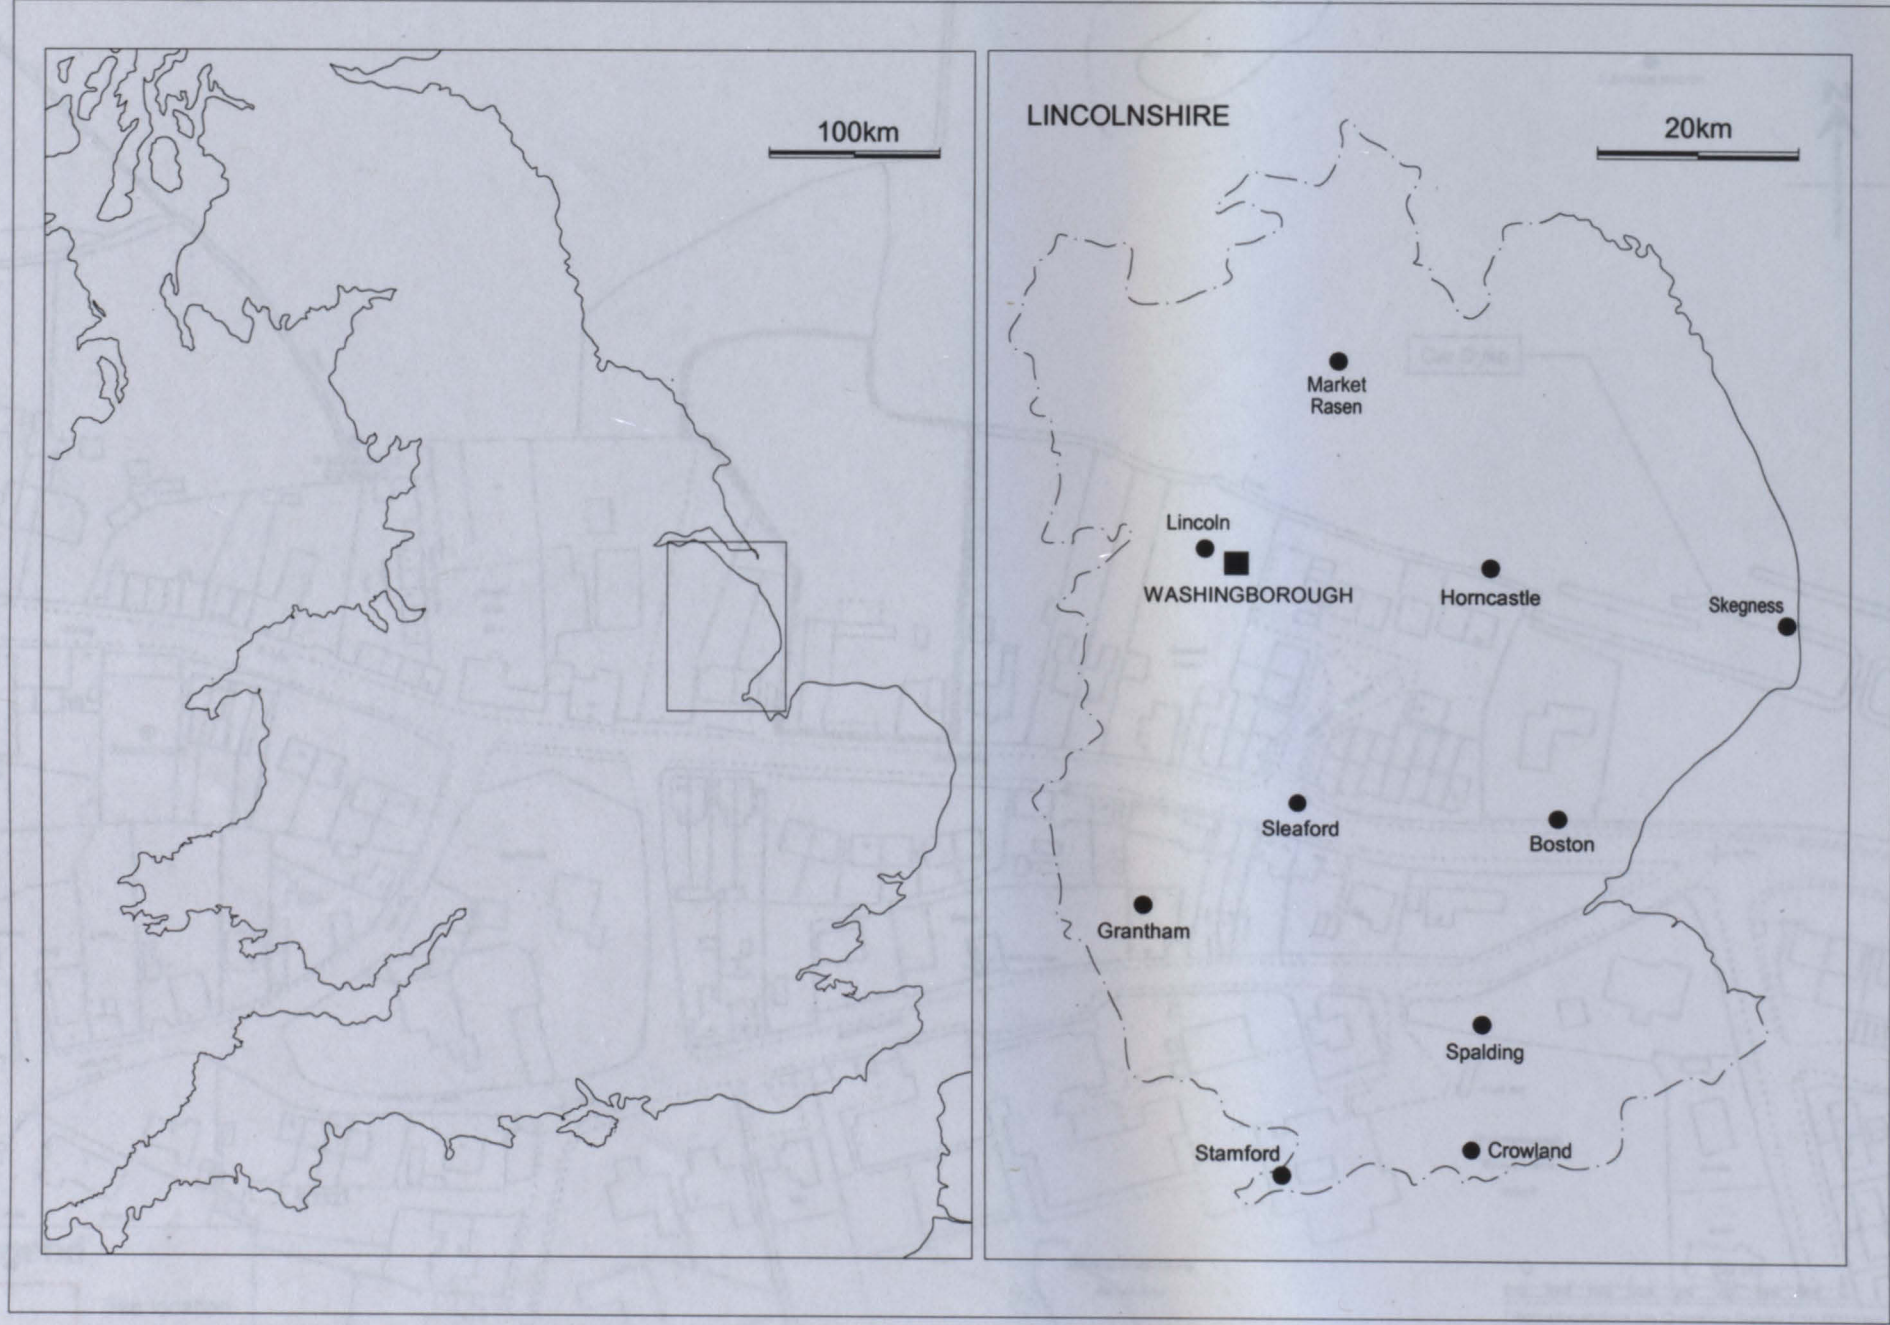 100km
LINCOLNSHIRE
20km
Market
Rasen
Lincoln
WASHINGBOROUGH
Horncastle
Skegness
Sleaford
Boston
Grantham
Spalding
Stamford
Crowland